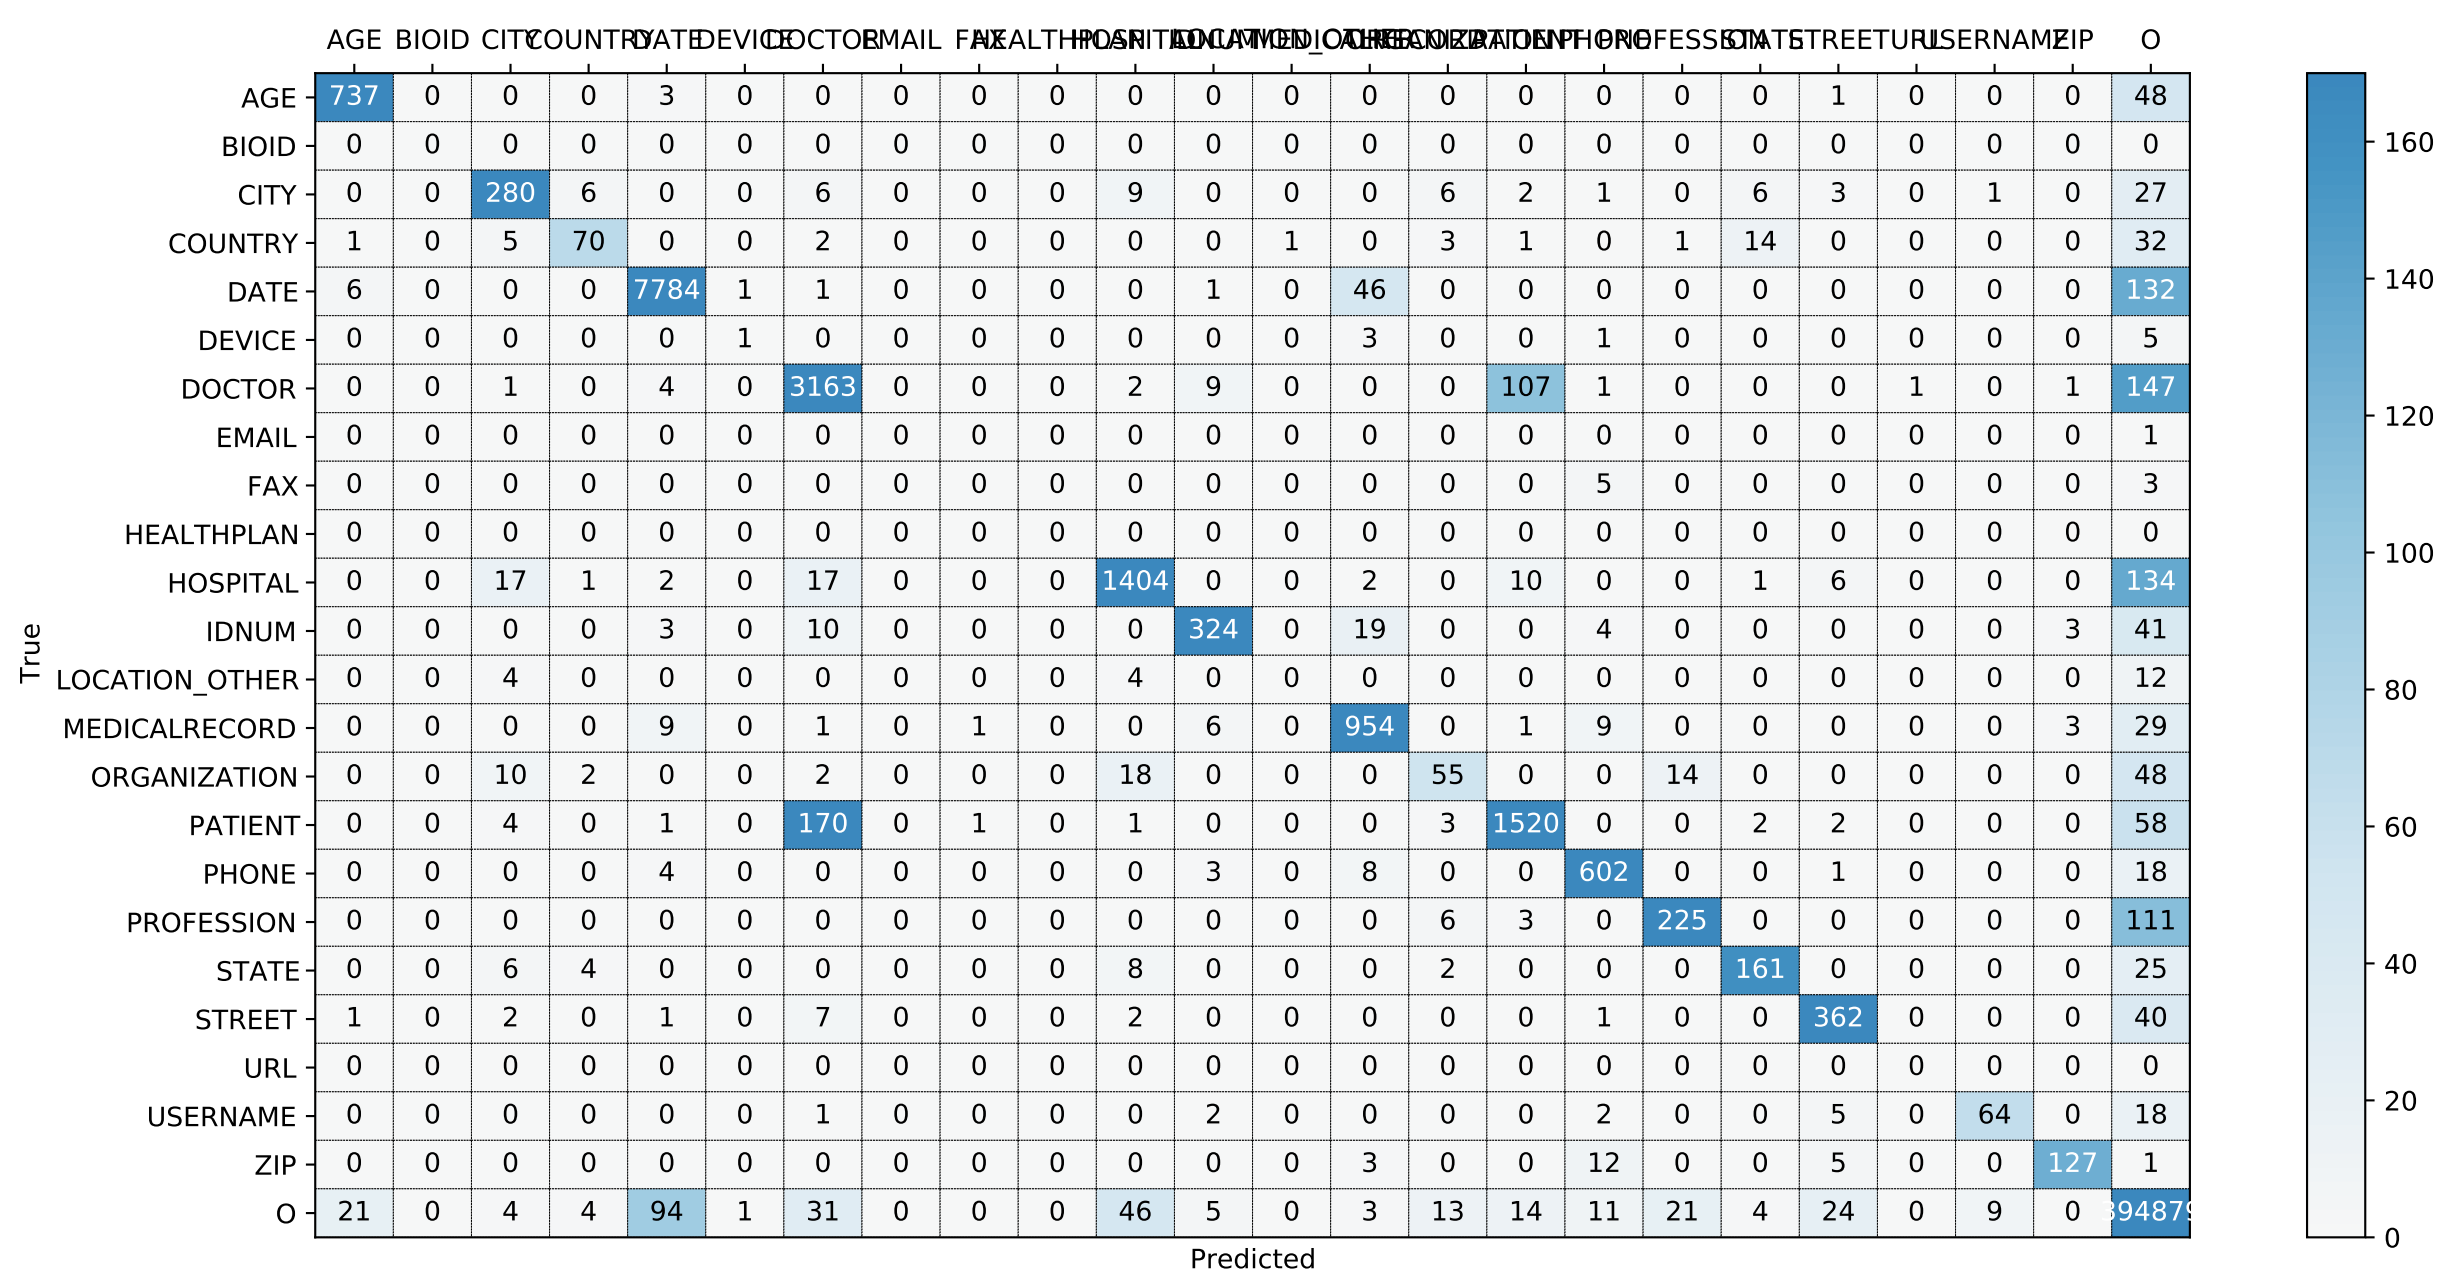 AGE BIOID CITY COUNTRY DATE DEVICE DOCTOR EMAIL FAX HEALTHPLAN HOSPITAL IDNUM LOCATION_OTHER MEDICALRECORD ORGANIZATION PATIENT PHONE PROFESSION STATE STREET URL USERNAME ZIP O
AGE 737 0 0 0 3 0 0 0 0 0 0 0 0 0 0 0 0 0 0 1 0 0 0 48
BIOID 0 0 0 0 0 0 0 0 0 0 0 0 0 0 0 0 0 0 0 0 0 0 0 0
CITY 0 0 280 6 0 0 6 0 0 0 9 0 0 0 6 2 1 0 6 3 0 1 0 27
COUNTRY 1 0 5 70 0 0 2 0 0 0 0 0 1 0 3 1 0 1 14 0 0 0 0 32
DATE 6 0 0 0 7784 1 1 0 0 0 0 1 0 46 0 0 0 0 0 0 0 0 0 132
DEVICE 0 0 0 0 0 1 0 0 0 0 0 0 0 3 0 0 1 0 0 0 0 0 0 5
DOCTOR 0 0 1 0 4 0 3163 0 0 0 2 9 0 0 0 107 1 0 0 0 1 0 1 147
EMAIL 0 0 0 0 0 0 0 0 0 0 0 0 0 0 0 0 0 0 0 0 0 0 0 1
FAX 0 0 0 0 0 0 0 0 0 0 0 0 0 0 0 0 5 0 0 0 0 0 0 3
HEALTHPLAN 0 0 0 0 0 0 0 0 0 0 0 0 0 0 0 0 0 0 0 0 0 0 0 0
HOSPITAL 0 0 17 1 2 0 17 0 0 0 1404 0 0 2 0 10 0 0 1 6 0 0 0 134
IDNUM 0 0 0 0 3 0 10 0 0 0 0 324 0 19 0 0 4 0 0 0 0 0 3 41
LOCATION_OTHER 0 0 4 0 0 0 0 0 0 0 4 0 0 0 0 0 0 0 0 0 0 0 0 12
MEDICALRECORD 0 0 0 0 9 0 1 0 1 0 0 6 0 954 0 1 9 0 0 0 0 0 3 29
ORGANIZATION 0 0 10 2 0 0 2 0 0 0 18 0 0 0 55 0 0 14 0 0 0 0 0 48
PATIENT 0 0 4 0 1 0 170 0 1 0 1 0 0 0 3 1520 0 0 2 2 0 0 0 58
PHONE 0 0 0 0 4 0 0 0 0 0 0 3 0 8 0 0 602 0 0 1 0 0 0 18
PROFESSION 0 0 0 0 0 0 0 0 0 0 0 0 0 0 6 3 0 225 0 0 0 0 0 111
STATE 0 0 6 4 0 0 0 0 0 0 8 0 0 0 2 0 0 0 161 0 0 0 0 25
STREET 1 0 2 0 1 0 7 0 0 0 2 0 0 0 0 0 1 0 0 362 0 0 0 40
URL 0 0 0 0 0 0 0 0 0 0 0 0 0 0 0 0 0 0 0 0 0 0 0 0
USERNAME 0 0 0 0 0 0 1 0 0 0 0 2 0 0 0 0 2 0 0 5 0 64 0 18
ZIP 0 0 0 0 0 0 0 0 0 0 0 0 0 3 0 0 12 0 0 5 0 0 127 1
O 21 0 4 4 94 1 31 0 0 0 46 5 0 3 13 14 11 21 4 24 0 9 0
True
Predicted
160
140
120
100
80
60
40
20
0